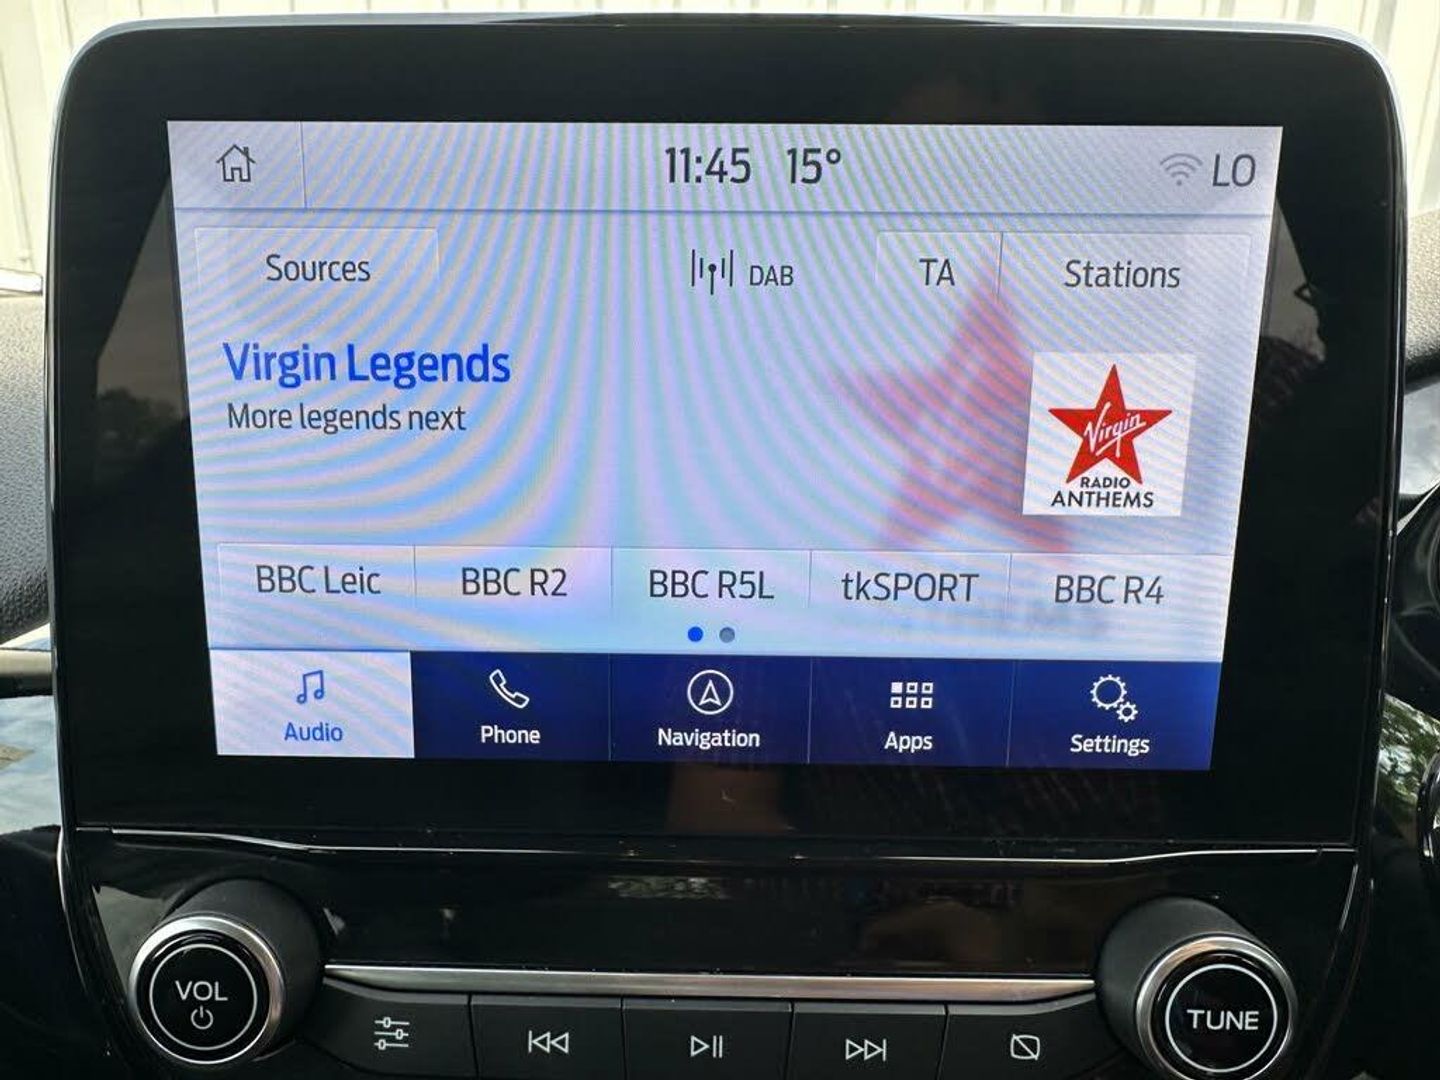 11:45 15° LO
Sources DAB TA Stations
Virgin Legends
More legends next
Virgin
RADIO
ANTHEMS
BBC Leic BBC R2 BBC R5L tkSPORT BBC R4
Audio Phone Navigation Apps Settings
VOL TUNE